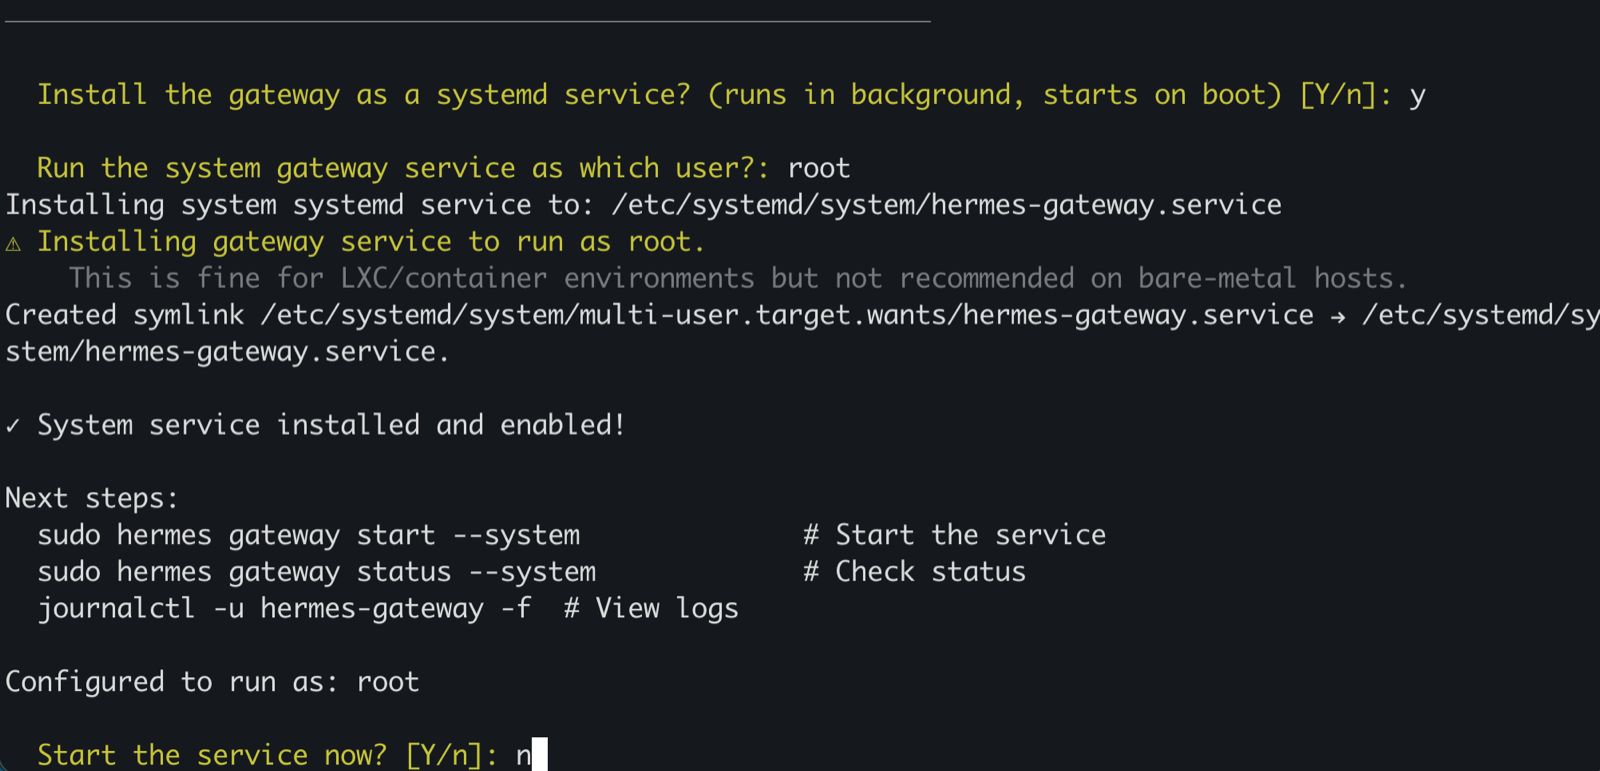 Install the gateway as a systemd service? (runs in background, starts on boot) [Y/n]: y
Run the system gateway service as which user?: root
Installing system systemd service to: /etc/systemd/system/hermes-gateway.service
⚠ Installing gateway service to run as root.
This is fine for LXC/container environments but not recommended on bare-metal hosts.
Created symlink /etc/systemd/system/multi-user.target.wants/hermes-gateway.service → /etc/systemd/sy
stem/hermes-gateway.service.
✓ System service installed and enabled!
Next steps:
sudo hermes gateway start --system # Start the service
sudo hermes gateway status --system # Check status
journalctl -u hermes-gateway -f # View logs
Configured to run as: root
Start the service now? [Y/n]: n